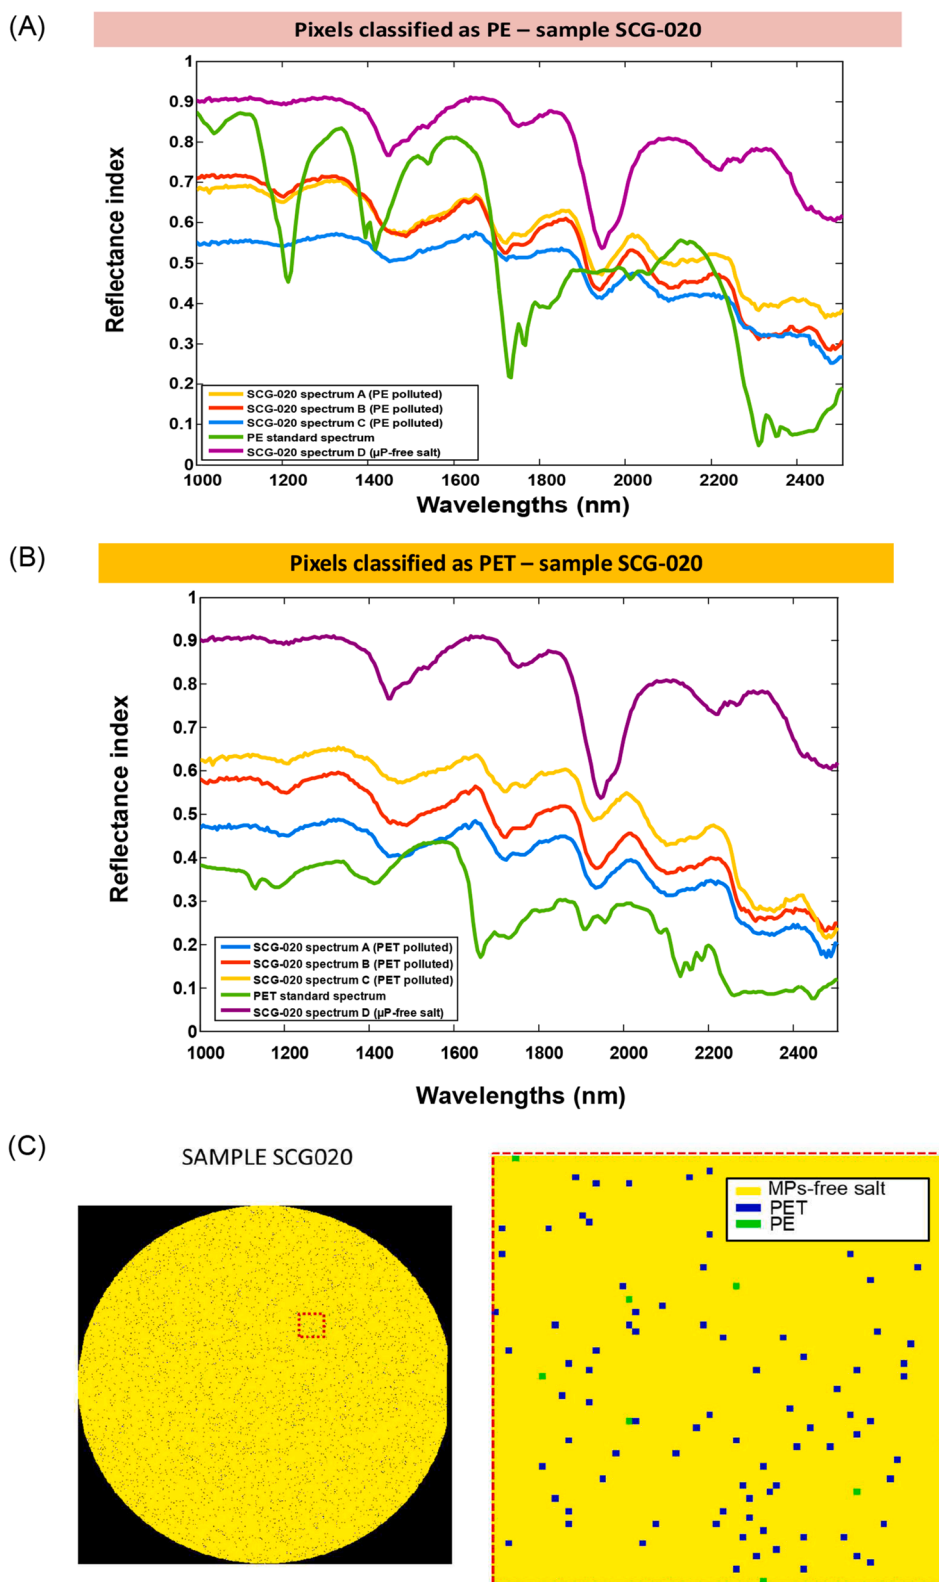 (A)
Pixels classified as PE – sample SCG-020
1
0.9
0.8
0.7
0.6
0.5
0.4
0.3
0.2
0.1
0
Reflectance index
SCG-020 spectrum A (PE polluted)
SCG-020 spectrum B (PE polluted)
SCG-020 spectrum C (PE polluted)
PE standard spectrum
SCG-020 spectrum D (µP-free salt)
1000 1200 1400 1600 1800 2000 2200 2400
Wavelengths (nm)
(B)
Pixels classified as PET – sample SCG-020
1
0.9
0.8
0.7
0.6
0.5
0.4
0.3
0.2
0.1
0
Reflectance index
SCG-020 spectrum A (PET polluted)
SCG-020 spectrum B (PET polluted)
SCG-020 spectrum C (PET polluted)
PET standard spectrum
SCG-020 spectrum D (µP-free salt)
1000 1200 1400 1600 1800 2000 2200 2400
Wavelengths (nm)
(C)
SAMPLE SCG020
MPs-free salt
PET
PE